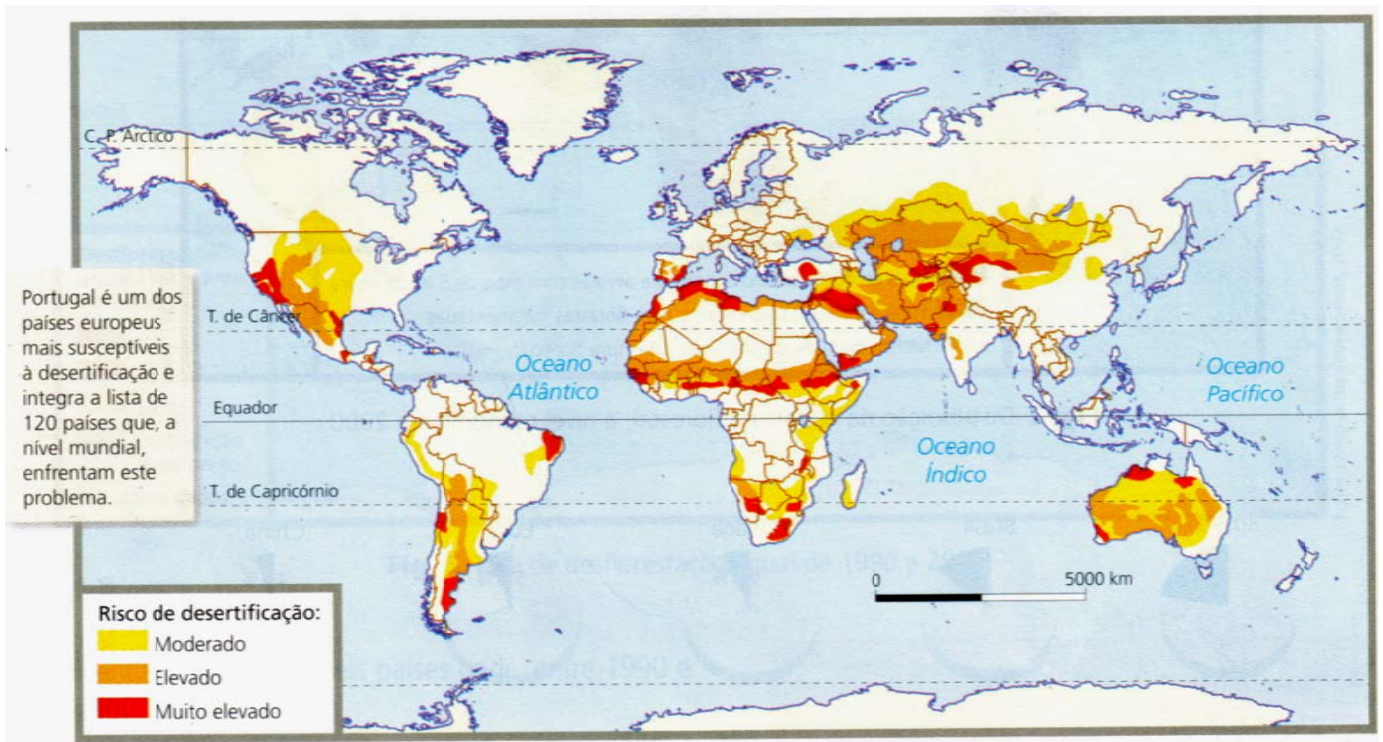 C. P. Árctico
Portugal é um dos
países europeus
mais susceptíveis
à desertificação e
integra a lista de
120 países que, a
nível mundial,
enfrentam este
problema.
T. de Câncer
Equador
T. de Capricórnio
Oceano
Atlântico
Oceano
Índico
Oceano
Pacífico
0 5000 km
Risco de desertificação:
Moderado
Elevado
Muito elevado